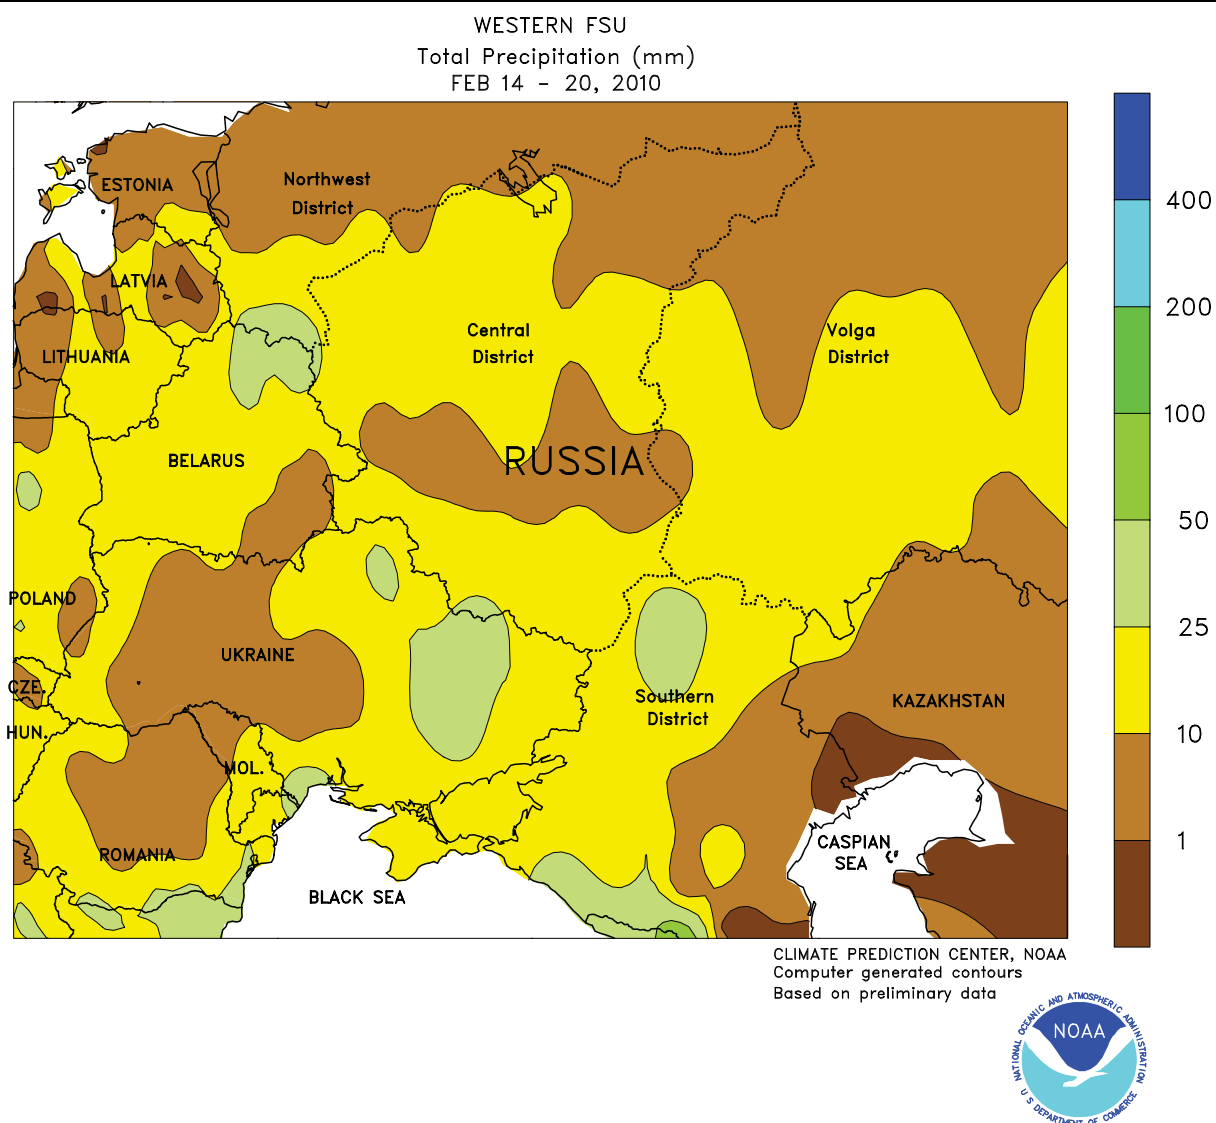 WESTERN FSU
Total Precipitation (mm)
FEB 14 - 20, 2010
ESTONIA
Northwest
District
LATVIA
LITHUANIA
Central
District
Volga
District
BELARUS
RUSSIA
POLAND
UKRAINE
CZE.
Southern
District
KAZAKHSTAN
HUN.
MOL.
ROMANIA
CASPIAN
SEA
BLACK SEA
400
200
100
50
25
10
1
CLIMATE PREDICTION CENTER, NOAA
Computer generated contours
Based on preliminary data
NATIONAL OCEANIC AND ATMOSPHERIC ADMINISTRATION
NOAA
U S DEPARTMENT OF COMMERCE